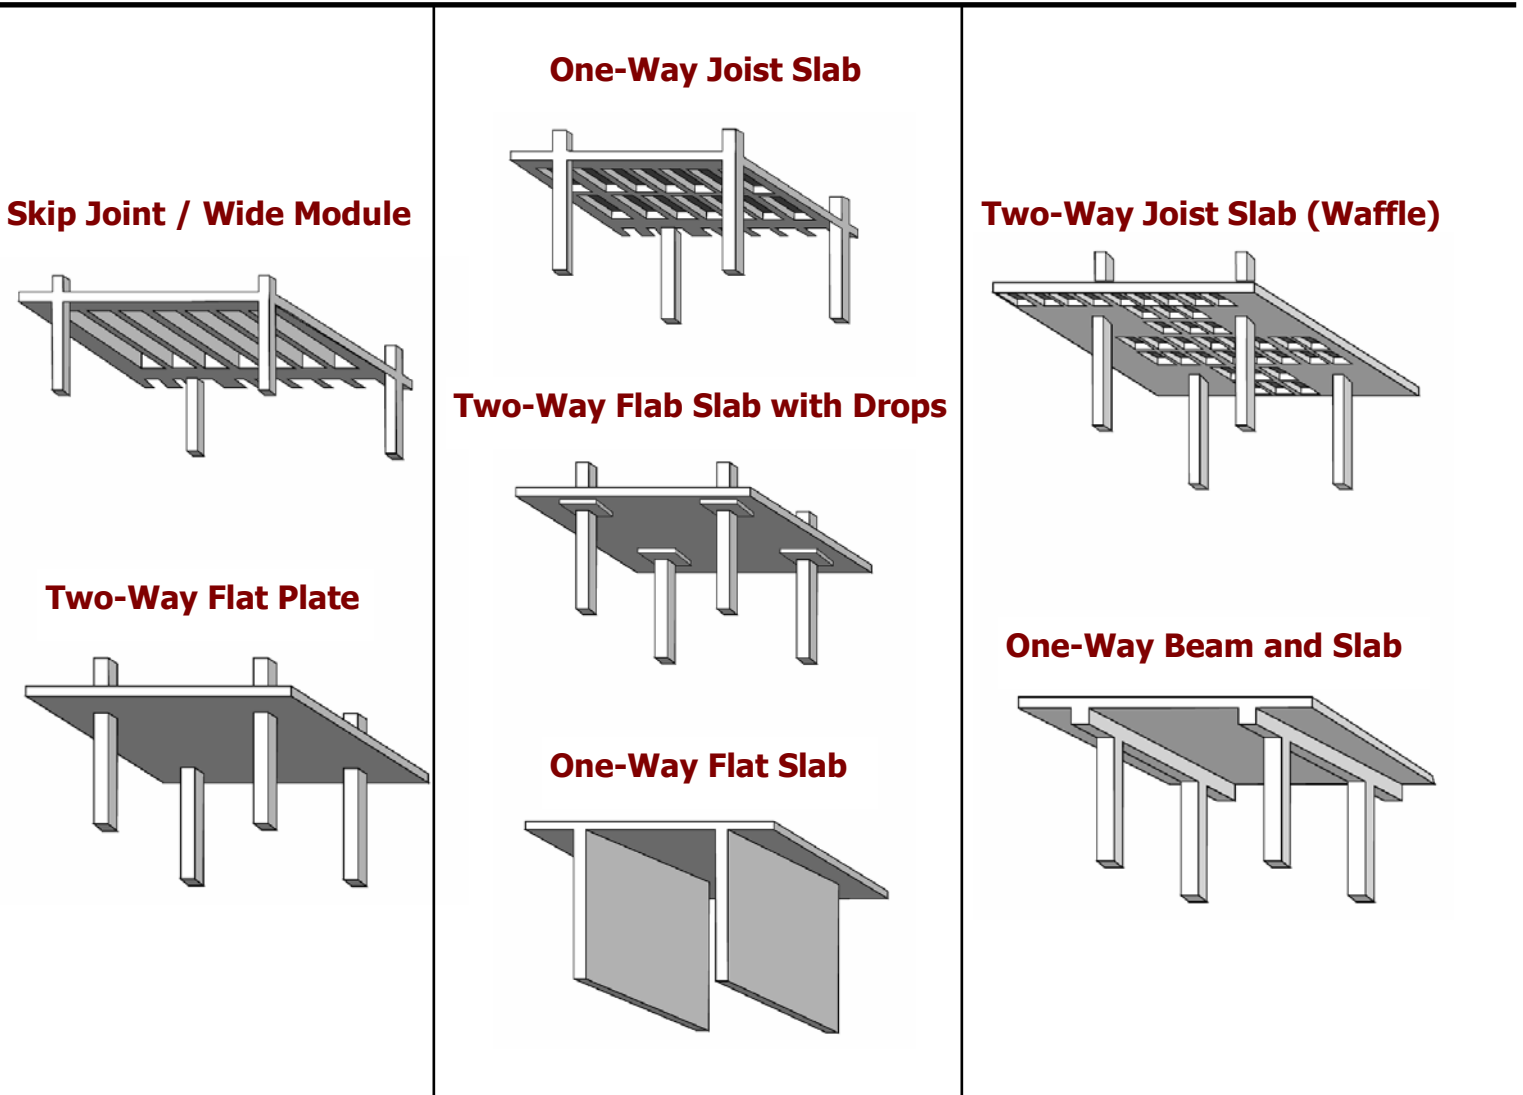 Skip Joint / Wide Module
Two-Way Flat Plate
One-Way Joist Slab
Two-Way Flab Slab with Drops
One-Way Flat Slab
Two-Way Joist Slab (Waffle)
One-Way Beam and Slab